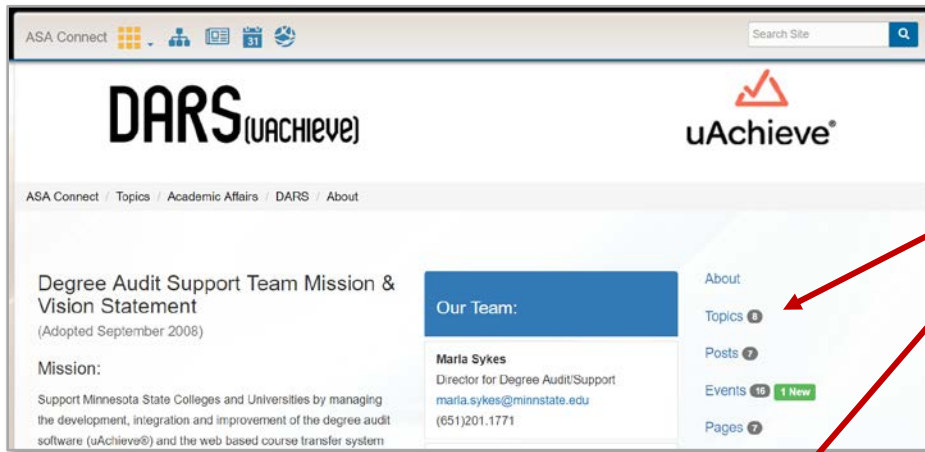 ASA Connect
31
Search Site
DARS (UACHIEVE)
uAchieve®
ASA Connect / Topics / Academic Affairs / DARS / About
Degree Audit Support Team Mission &
Vision Statement
(Adopted September 2008)
Mission:
Support Minnesota State Colleges and Universities by managing
the development, integration and improvement of the degree audit
software (uAchieve®) and the web based course transfer system
Our Team:
Marla Sykes
Director for Degree Audit/Support
marla.sykes@minnstate.edu
(651)201.1771
About
Topics 8
Posts 7
Events 16 1 New
Pages 7